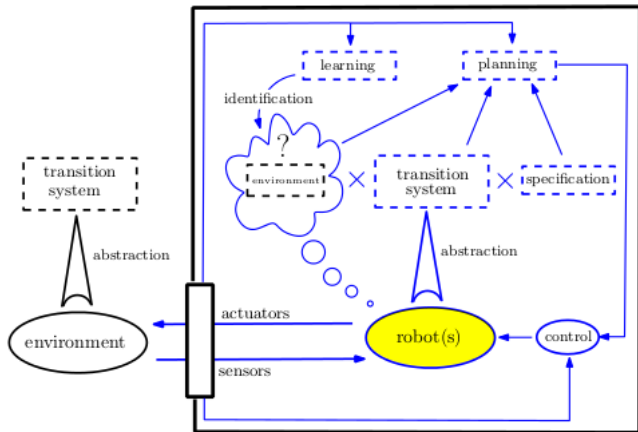 learning
planning
identification
?
environment
×
transition
system
×
specification
transition
system
abstraction
abstraction
actuators
environment
robot(s)
control
sensors